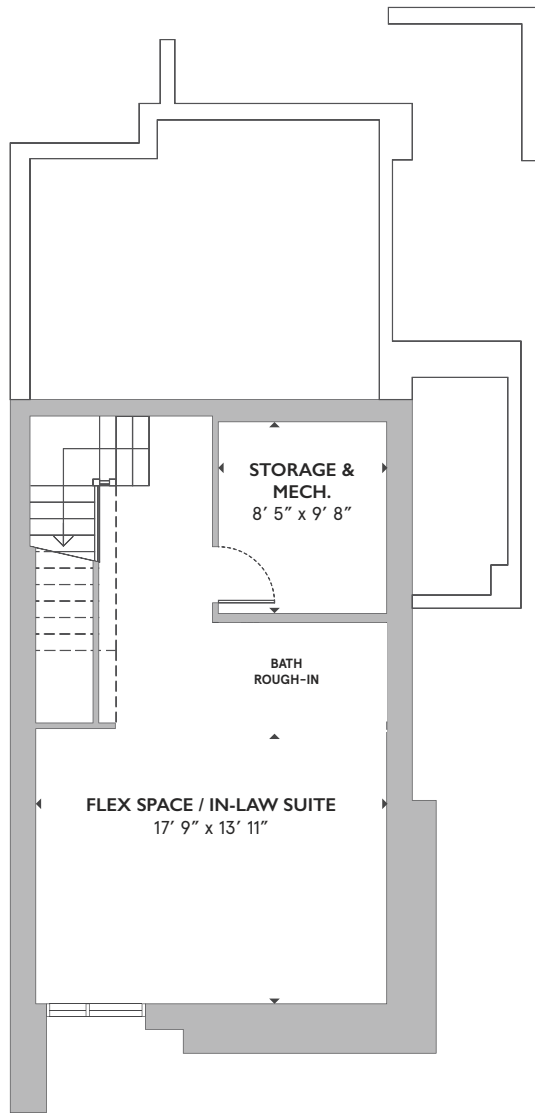 STORAGE &
MECH.
8′ 5″ x 9′ 8″
BATH
ROUGH-IN
FLEX SPACE / IN-LAW SUITE
17′ 9″ x 13′ 11″